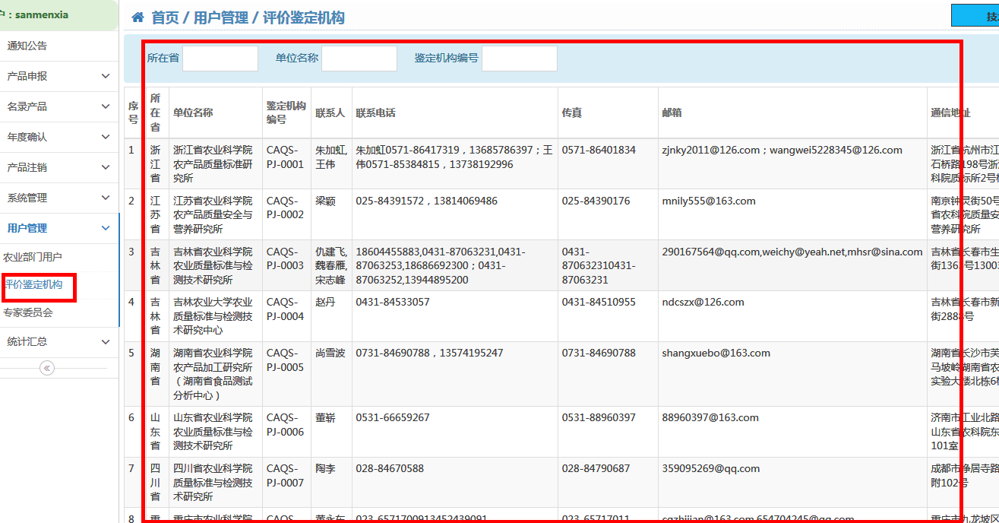 户：sanmenxia
首页 / 用户管理 / 评价鉴定机构
通知公告
产品申报
名录产品
年度确认
产品注销
系统管理
用户管理
农业部门用户
评价鉴定机构
专家委员会
统计汇总
所在省 单位名称 鉴定机构编号
序号 所在省 单位名称 鉴定机构编号 联系人 联系电话 传真 邮箱 通信地址
1 浙江省 浙江省农业科学院农产品质量标准研究所 CAQS-PJ-0001 朱加虹,王伟 朱加虹0571-86417319，13685786397；王伟0571-85384815，13738192996 0571-86401834 zjnky2011@126.com；wangwei5228345@126.com 浙江省杭州市江石桥路198号浙科院质标所2号
2 江苏省 江苏省农业科学院农产品质量安全与营养研究所 CAQS-PJ-0002 梁颖 025-84391572，13814069486 025-84390176 mnily555@163.com 南京钟灵街50号省农科院质量安营养研究所
3 吉林省 吉林省农业科学院农业质量标准与检测技术研究所 CAQS-PJ-0003 仇建飞,魏春雁,宋志峰 18604455883,0431-87063231,0431-87063253,18686692300；0431-87063252,13944895200 0431-870632310431-87063231 290167564@qq.com,weichy@yeah.net,mhsr@sina.com 吉林省长春市生街1363号13003
4 吉林省 吉林农业大学农业质量标准与检测技术研究中心 CAQS-PJ-0004 赵丹 0431-84533057 0431-84510955 ndcszx@126.com 吉林省长春市新街2888号
5 湖南省 湖南省农业科学院农产品加工研究所（湖南省食品测试分析中心） CAQS-PJ-0005 尚雪波 0731-84690788，13574195247 0731-84690788 shangxuebo@163.com 湖南省长沙市芙马坡岭湖南省农实验大楼北栋6
6 山东省 山东省农业科学院农业质量标准与检测技术研究所 CAQS-PJ-0006 董崭 0531-66659267 0531-88960397 88960397@163.com 济南市工业北路山东省农科院东101室
7 四川省 四川省农业科学院质量标准与检测技术研究所 CAQS-PJ-0007 陶李 028-84670588 028-84790687 359095269@qq.com 成都市净居寺路附102号
8 重 重庆市农业科学院 CAQS- 黄永东 023-6571700913452439091 023-65717011 cqzhijian@163.com,654704245@qq.com 重庆市九龙坡区